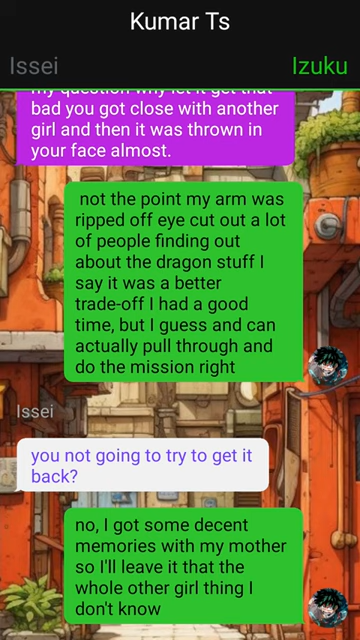 Kumar Ts
Issei
Izuku
my question why let it get that
bad you got close with another
girl and then it was thrown in
your face almost.
not the point my arm was
ripped off eye cut out a lot
of people finding out
about the dragon stuff I
say it was a better
trade-off I had a good
time, but I guess and can
actually pull through and
do the mission right
Issei
you not going to try to get it
back?
no, I got some decent
memories with my mother
so I'll leave it that the
whole other girl thing I
don't know